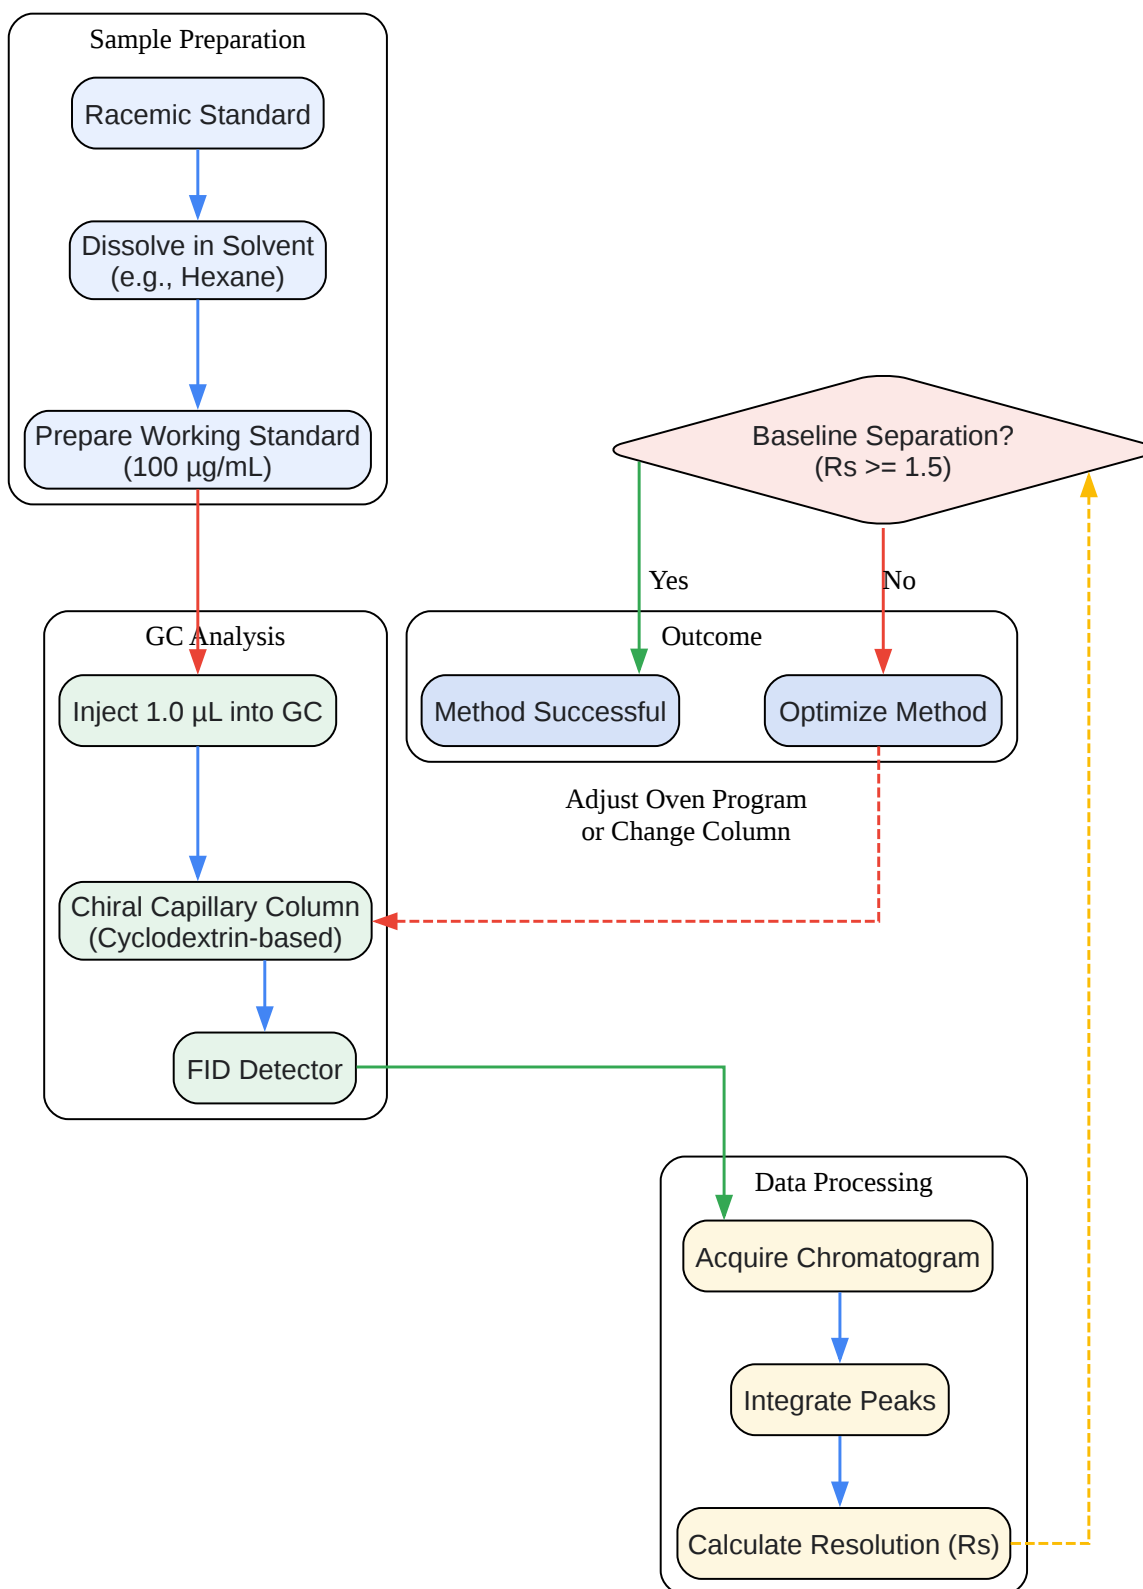 Sample Preparation
Racemic Standard
Dissolve in Solvent
(e.g., Hexane)
Prepare Working Standard
(100 µg/mL)
Baseline Separation?
(Rs >= 1.5)
Yes
No
GC Analysis
Inject 1.0 µL into GC
Outcome
Method Successful
Optimize Method
Adjust Oven Program
or Change Column
Chiral Capillary Column
(Cyclodextrin-based)
FID Detector
Data Processing
Acquire Chromatogram
Integrate Peaks
Calculate Resolution (Rs)